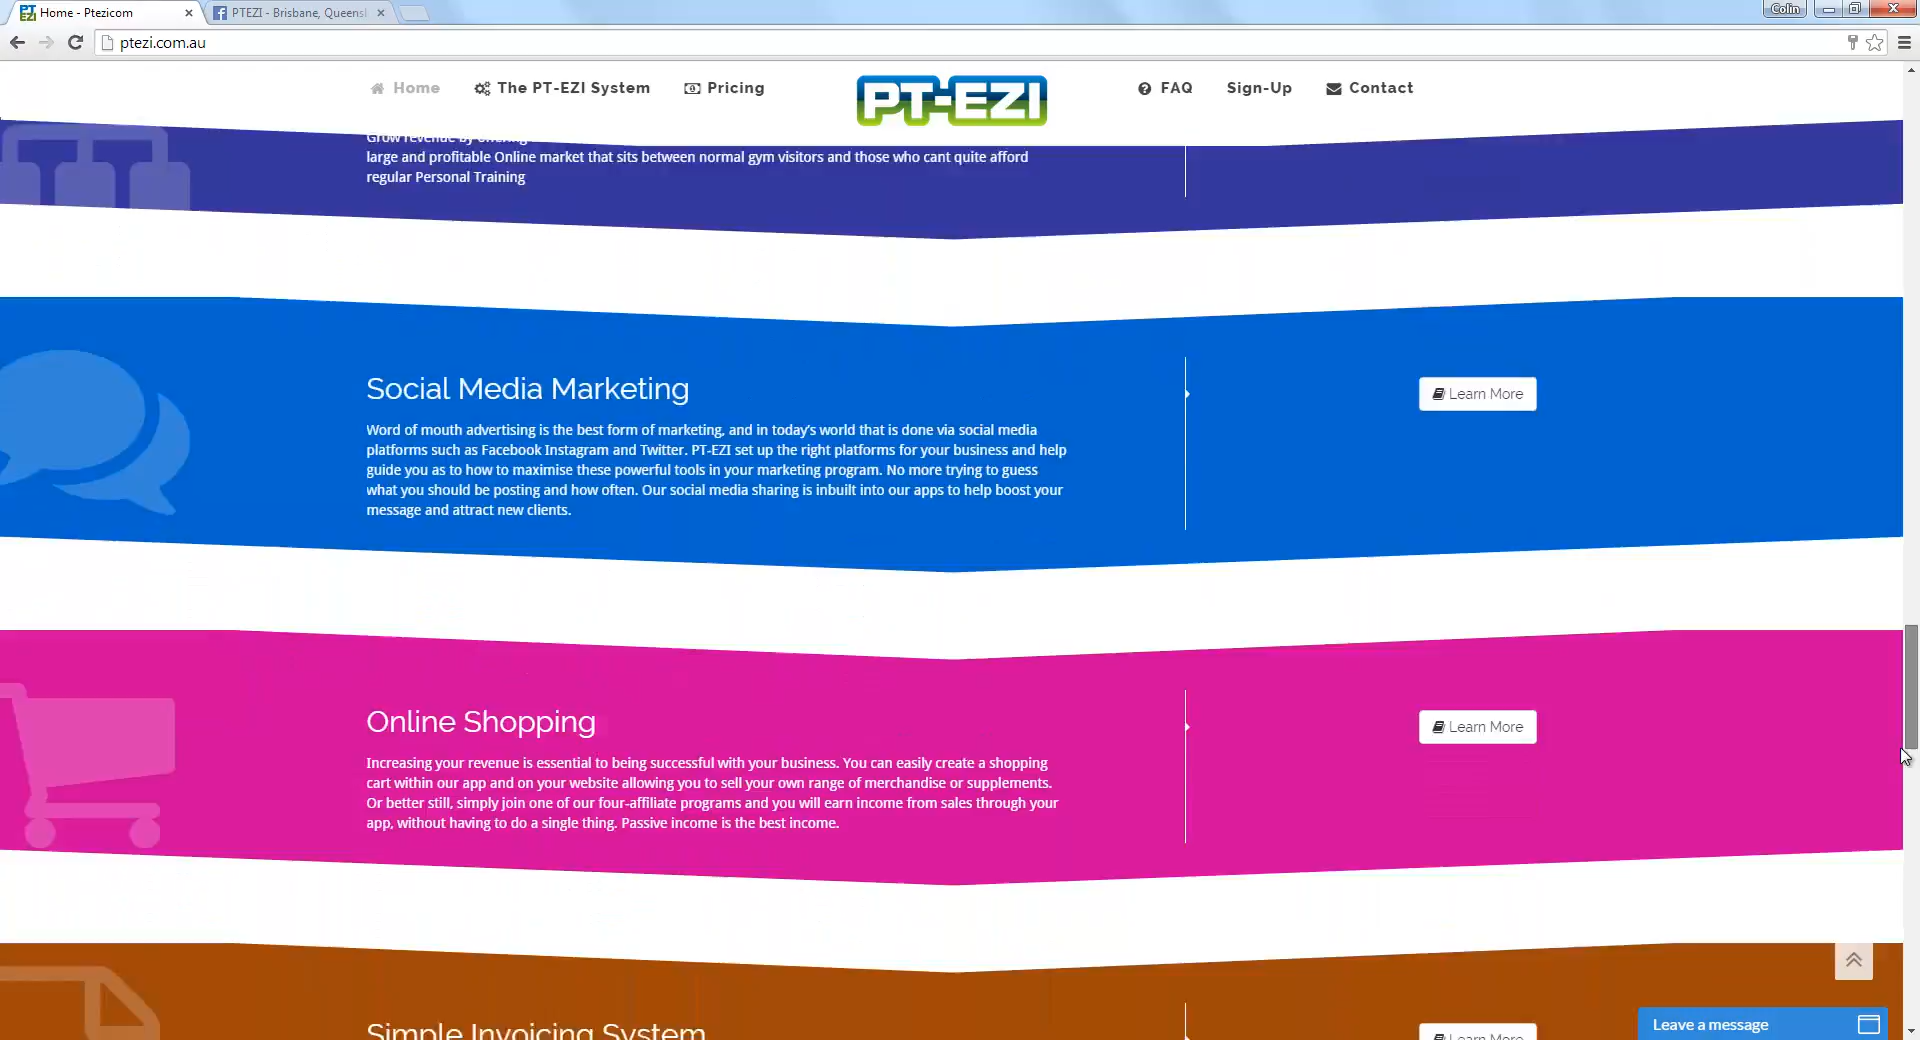 Home - Ptezicom
PTEZI - Brisbane, Queensl
Colin
ptezi.com.au
Home
The PT-EZI System
Pricing
PT-EZI
FAQ
Sign-Up
Contact
Grow revenue by offering
large and profitable Online market that sits between normal gym visitors and those who cant quite afford
regular Personal Training
Social Media Marketing
Learn More
Word of mouth advertising is the best form of marketing, and in today's world that is done via social media
platforms such as Facebook Instagram and Twitter. PT-EZI set up the right platforms for your business and help
guide you as to how to maximise these powerful tools in your marketing program. No more trying to guess
what you should be posting and how often. Our social media sharing is inbuilt into our apps to help boost your
message and attract new clients.
Online Shopping
Learn More
Increasing your revenue is essential to being successful with your business. You can easily create a shopping
cart within our app and on your website allowing you to sell your own range of merchandise or supplements.
Or better still, simply join one of our four-affiliate programs and you will earn income from sales through your
app, without having to do a single thing. Passive income is the best income.
Simple Invoicing System
Learn More
Leave a message